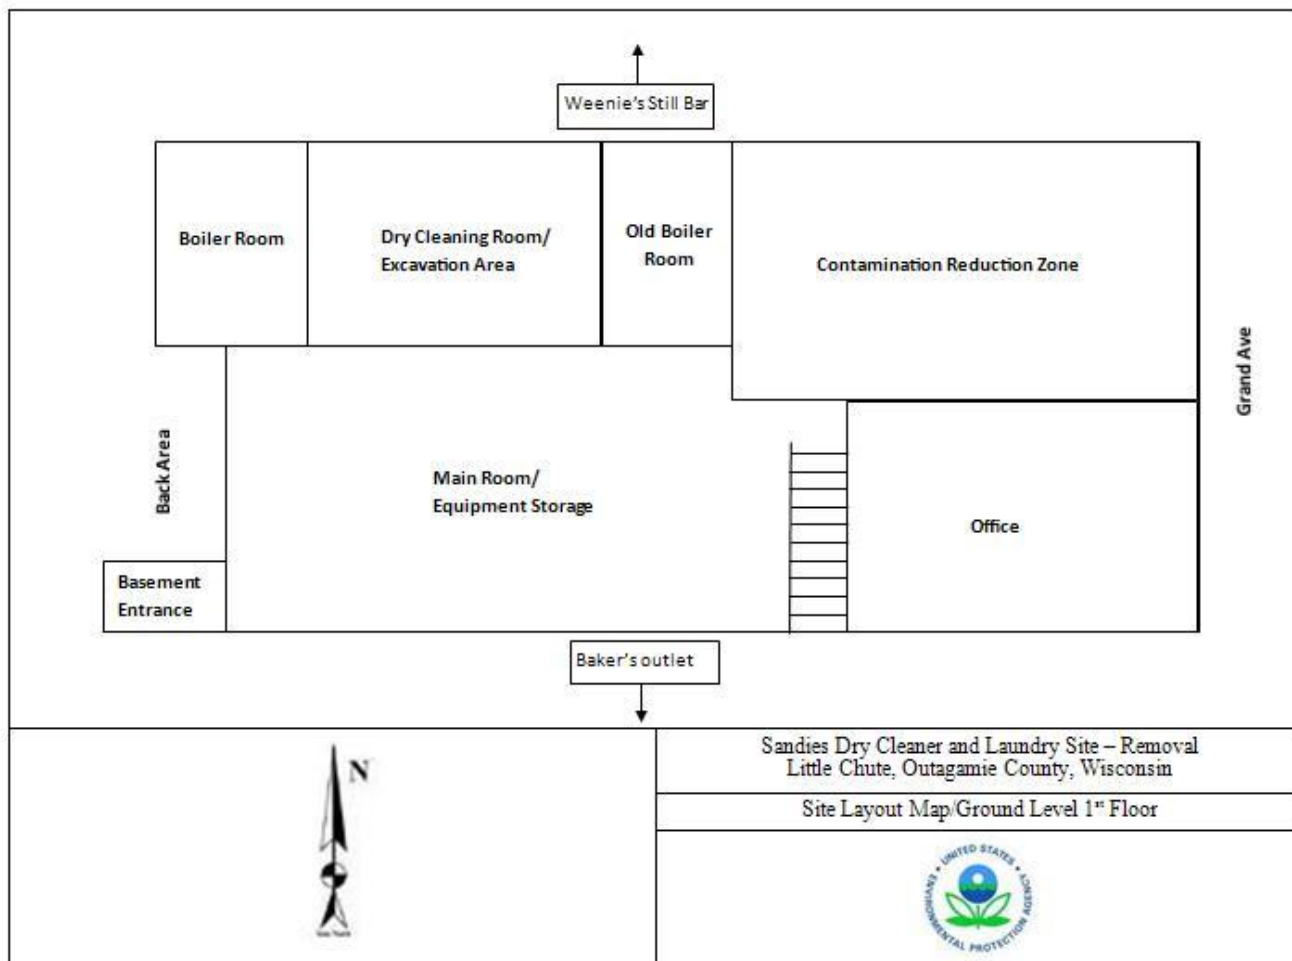 Weenie's Still Bar
Boiler Room
Dry Cleaning Room/
Excavation Area
Old Boiler
Room
Contamination Reduction Zone
Grand Ave
Back Area
Main Room/
Equipment Storage
Office
Basement
Entrance
Baker's outlet
N
Sandies Dry Cleaner and Laundry Site – Removal
Little Chute, Outagamie County, Wisconsin
Site Layout Map/Ground Level 1st Floor
UNITED STATES
ENVIRONMENTAL PROTECTION AGENCY